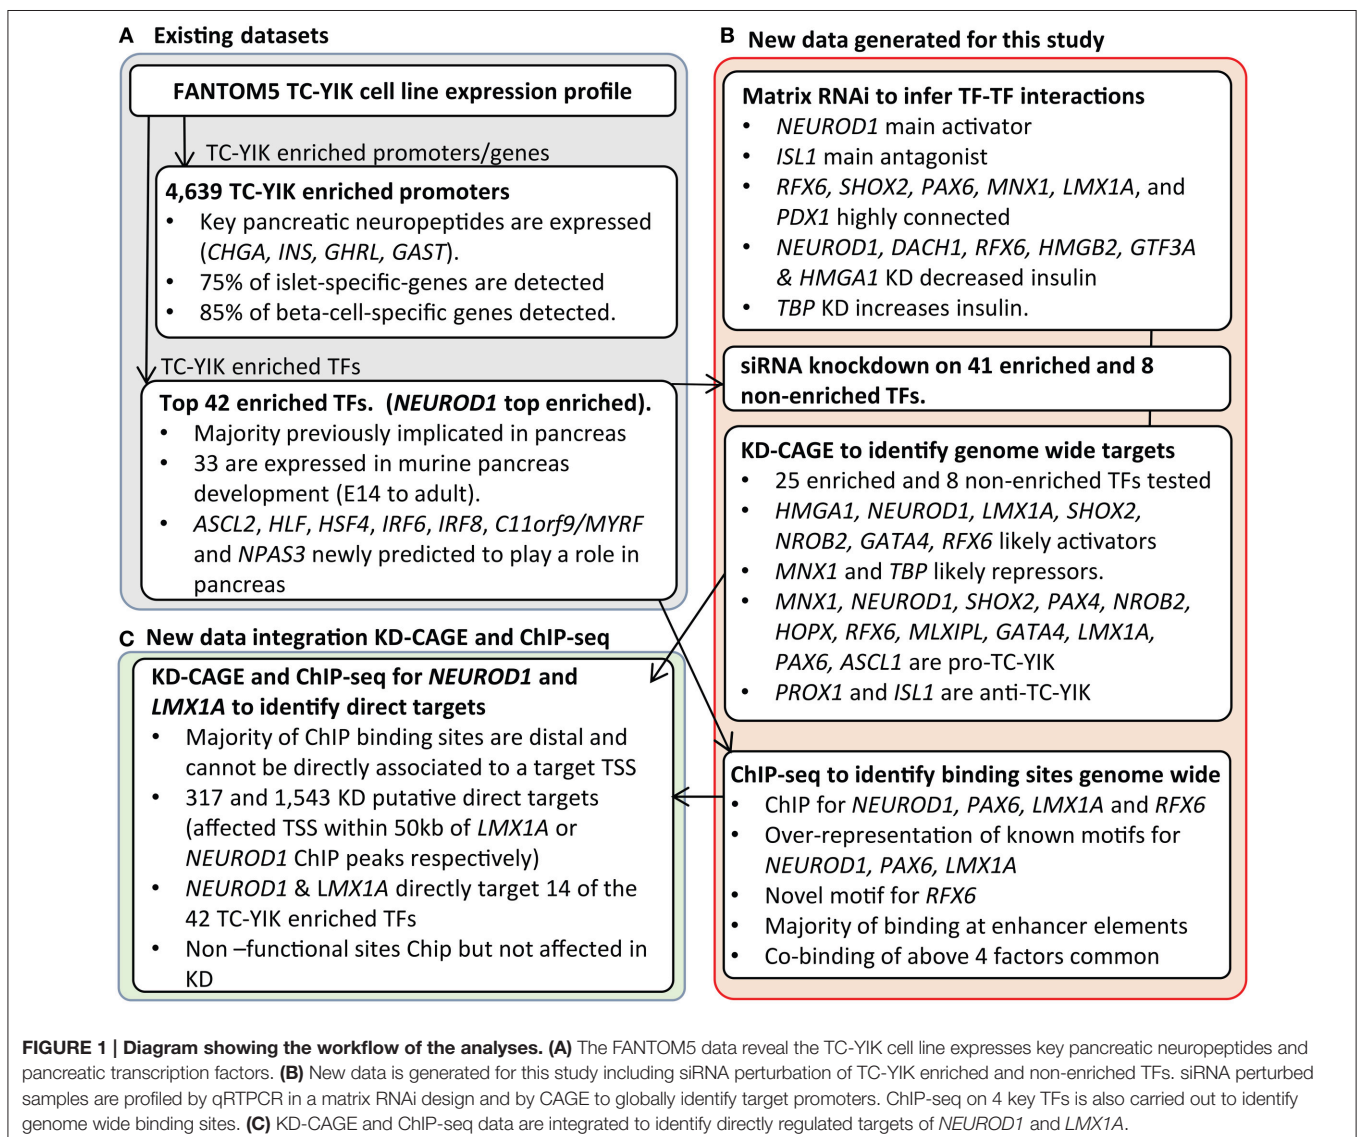 A Existing datasets
FANTOM5 TC-YIK cell line expression profile
TC-YIK enriched promoters/genes
4,639 TC-YIK enriched promoters
• Key pancreatic neuropeptides are expressed
(CHGA, INS, GHRL, GAST).
• 75% of islet-specific-genes are detected
• 85% of beta-cell-specific genes detected.
TC-YIK enriched TFs
Top 42 enriched TFs. (NEUROD1 top enriched).
• Majority previously implicated in pancreas
• 33 are expressed in murine pancreas
development (E14 to adult).
• ASCL2, HLF, HSF4, IRF6, IRF8, C11orf9/MYRF
and NPAS3 newly predicted to play a role in
pancreas
B New data generated for this study
Matrix RNAi to infer TF-TF interactions
• NEUROD1 main activator
• ISL1 main antagonist
• RFX6, SHOX2, PAX6, MNX1, LMX1A, and
PDX1 highly connected
• NEUROD1, DACH1, RFX6, HMGB2, GTF3A
& HMGA1 KD decreased insulin
• TBP KD increases insulin.
siRNA knockdown on 41 enriched and 8
non-enriched TFs.
KD-CAGE to identify genome wide targets
• 25 enriched and 8 non-enriched TFs tested
• HMGA1, NEUROD1, LMX1A, SHOX2,
NROB2, GATA4, RFX6 likely activators
• MNX1 and TBP likely repressors.
• MNX1, NEUROD1, SHOX2, PAX4, NROB2,
HOPX, RFX6, MLXIPL, GATA4, LMX1A,
PAX6, ASCL1 are pro-TC-YIK
• PROX1 and ISL1 are anti-TC-YIK
ChIP-seq to identify binding sites genome wide
• ChIP for NEUROD1, PAX6, LMX1A and RFX6
• Over-representation of known motifs for
NEUROD1, PAX6, LMX1A
• Novel motif for RFX6
• Majority of binding at enhancer elements
• Co-binding of above 4 factors common
C New data integration KD-CAGE and ChIP-seq
KD-CAGE and ChIP-seq for NEUROD1 and
LMX1A to identify direct targets
• Majority of ChIP binding sites are distal and
cannot be directly associated to a target TSS
• 317 and 1,543 KD putative direct targets
(affected TSS within 50kb of LMX1A or
NEUROD1 ChIP peaks respectively)
• NEUROD1 & LMX1A directly target 14 of the
42 TC-YIK enriched TFs
• Non –functional sites Chip but not affected in
KD
FIGURE 1 | Diagram showing the workflow of the analyses. (A) The FANTOM5 data reveal the TC-YIK cell line expresses key pancreatic neuropeptides and
pancreatic transcription factors. (B) New data is generated for this study including siRNA perturbation of TC-YIK enriched and non-enriched TFs. siRNA perturbed
samples are profiled by qRTPCR in a matrix RNAi design and by CAGE to globally identify target promoters. ChIP-seq on 4 key TFs is also carried out to identify
genome wide binding sites. (C) KD-CAGE and ChIP-seq data are integrated to identify directly regulated targets of NEUROD1 and LMX1A.